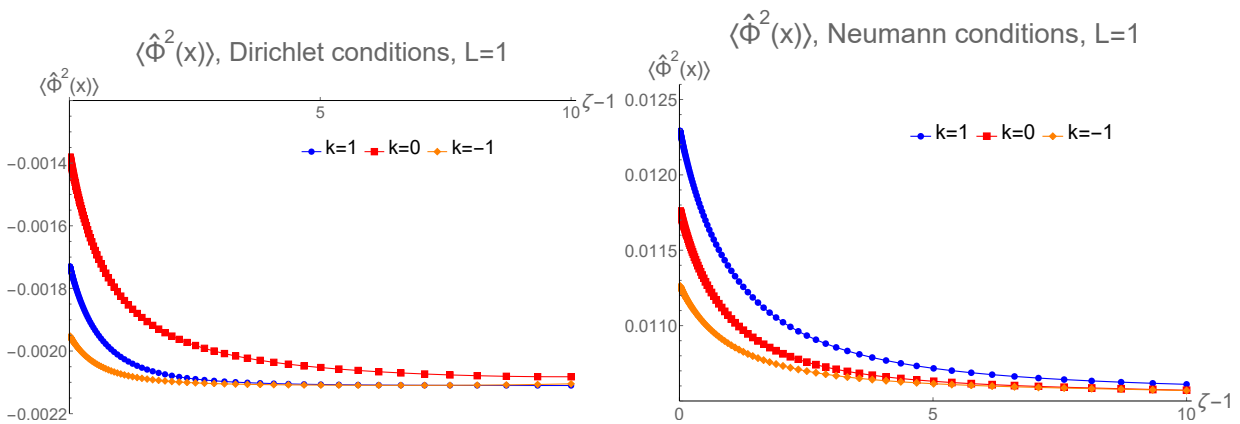 ⟨Φ̂²(x)⟩, Dirichlet conditions, L=1
⟨Φ̂²(x)⟩
5
10
ζ−1
k=1 k=0 k=−1
−0.0014
−0.0016
−0.0018
−0.0020
−0.0022
⟨Φ̂²(x)⟩, Neumann conditions, L=1
⟨Φ̂²(x)⟩
0.0125
k=1 k=0 k=−1
0.0120
0.0115
0.0110
0
5
10
ζ−1